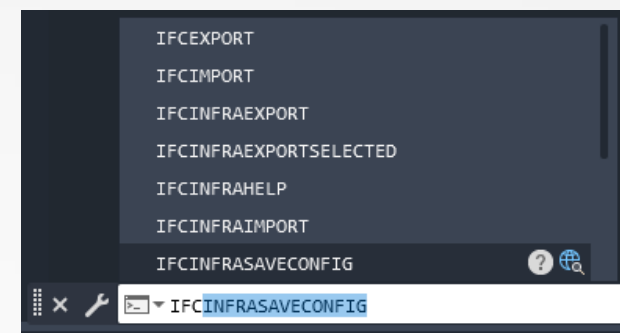 IFCEXPORT
IFCIMPORT
IFCINFRAEXPORT
IFCINFRAEXPORTSELECTED
IFCINFRAHELP
IFCINFRAIMPORT
IFCINFRASAVECONFIG
IFCINFRASAVECONFIG